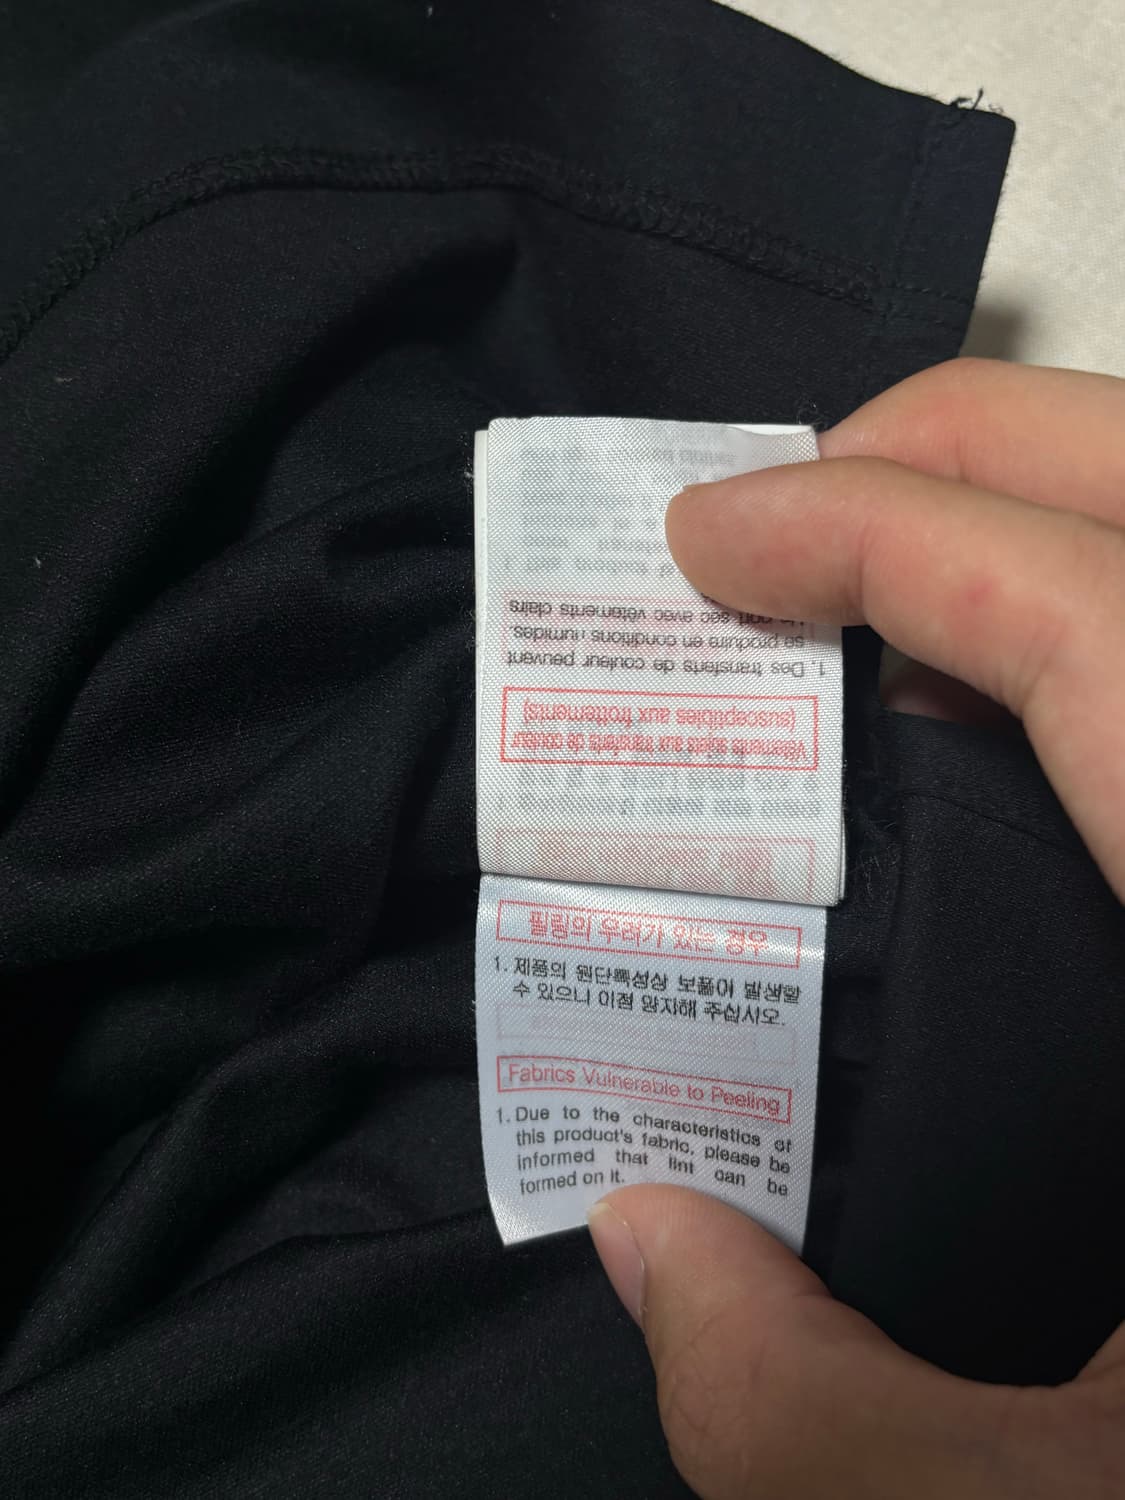 Vêtements sujets aux transferts de couleur
(susceptibles aux frottements)
1. Des transferts de couleur peuvent
se produire en conditions humides,
sec avec vêtements clairs
필링의 우려가 있는 경우
1. 제품의 원단특성상 보풀이 발생할
수 있으니 이점 양지해 주십시오.
Fabrics Vulnerable to Peeling
1. Due to the characteristics of
this product's fabric, please be
informed that lint can be
formed on it.